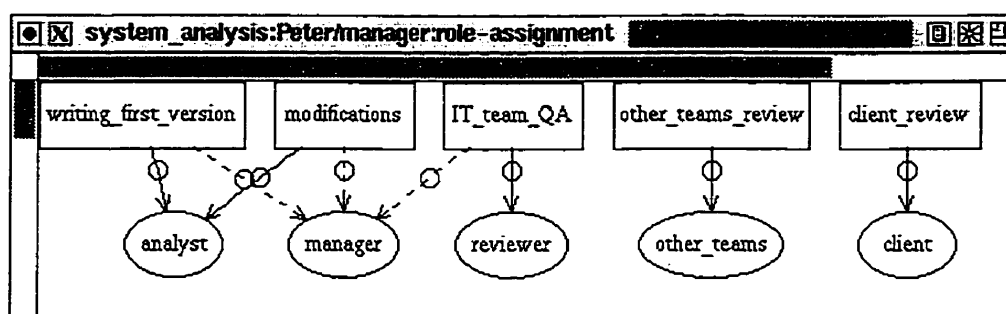 system_analysis:Peter/manager:role-assignment
writing_first_version modifications IT_team_QA other_teams_review client_review
analyst manager reviewer other_teams client